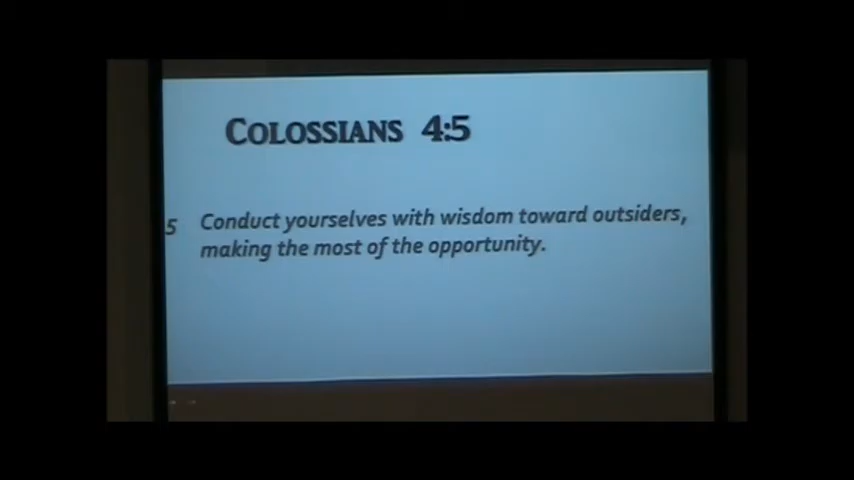 COLOSSIANS 4:5
5 Conduct yourselves with wisdom toward outsiders,
making the most of the opportunity.